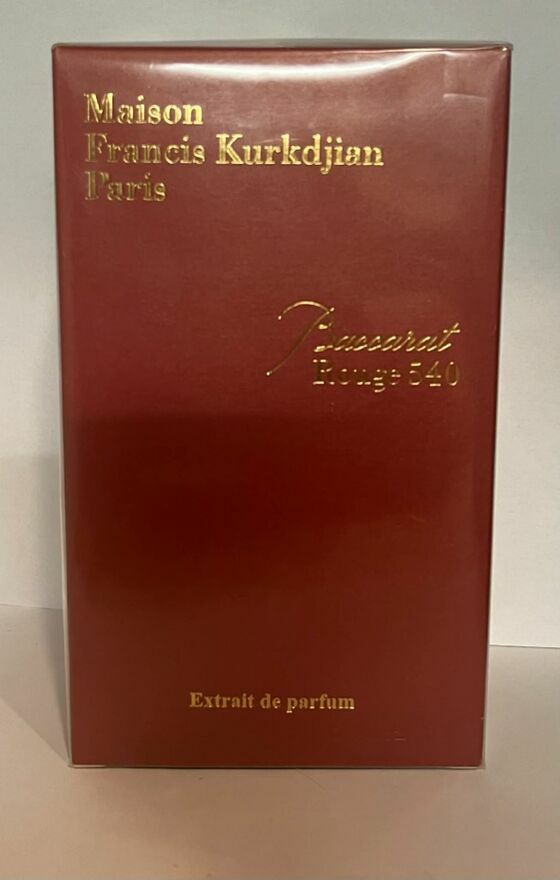 Maison
Francis Kurkdjian
Paris
Baccarat
Rouge 540
Extrait de parfum